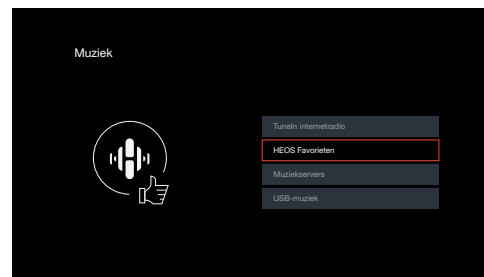 Muziek
TuneIn internetradio
HEOS Favorieten
Muziekservers
USB-muziek